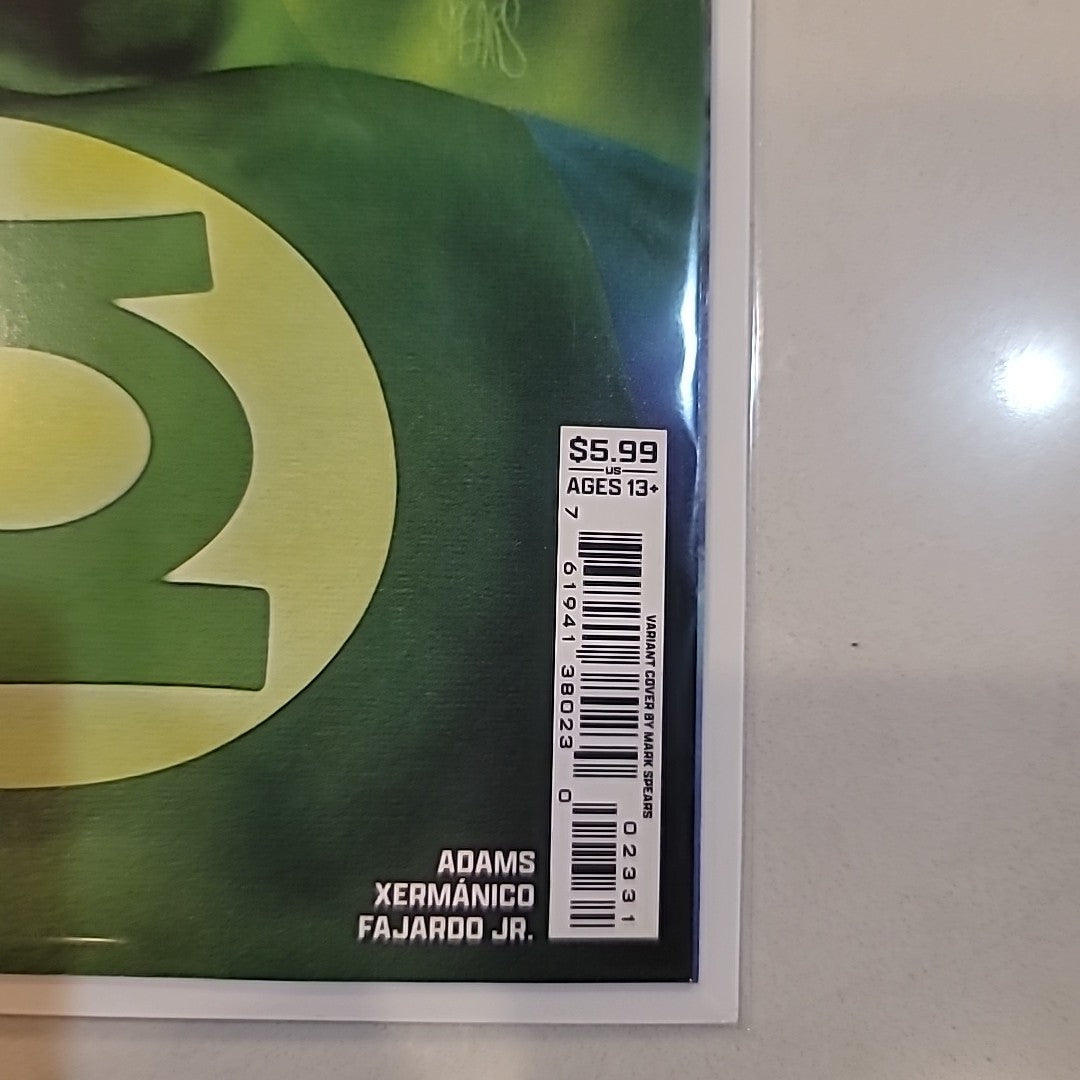 SPEARS
$5.99
US
AGES 13+
7 61941 38023 0
02331
VARIANT COVER BY MARK SPEARS
ADAMS
XERMÁNICO
FAJARDO JR.